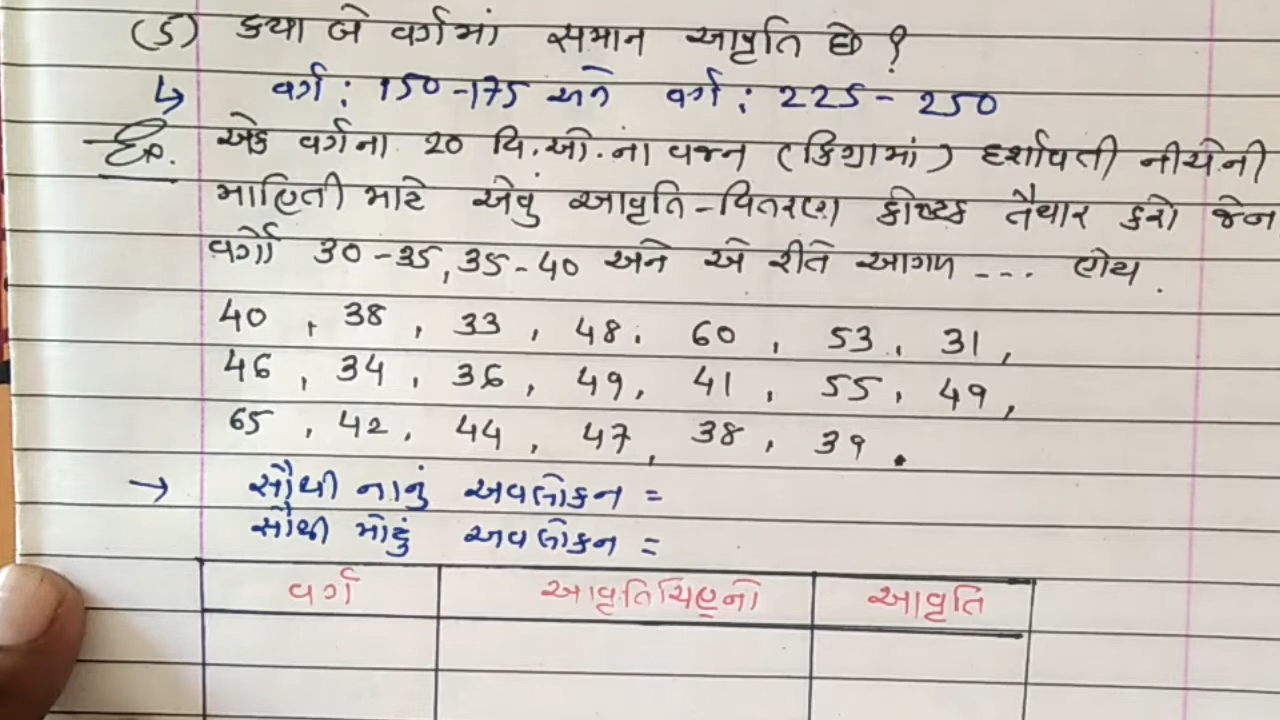 (ડ) કયા બે વર્ગમાં સમાન આવૃતિ છે ?
↳ વર્ગ : 150-175 અને વર્ગ : 225 - 250
એક વર્ગના 20 વિ.ઓ.ના વજન (કિગ્રામાં) દર્શાવતી નીચેની
માહિતી માટે એવું આવૃતિ-વિતરણ કોષ્ટક તૈયાર કરો જેના
વર્ગો 30-35, 35-40 અને એ રીતે આગળ --- હોય.
40 , 38 , 33 , 48 , 60 , 53 , 31 ,
46 , 34 , 36 , 49 , 41 , 55 , 49 ,
65 , 42 , 44 , 47 , 38 , 39 .
→ સૌથી નાનું અવલોકન =
સૌથી મોટું અવલોકન =
વર્ગ આવૃતિચિહ્નો આવૃતિ